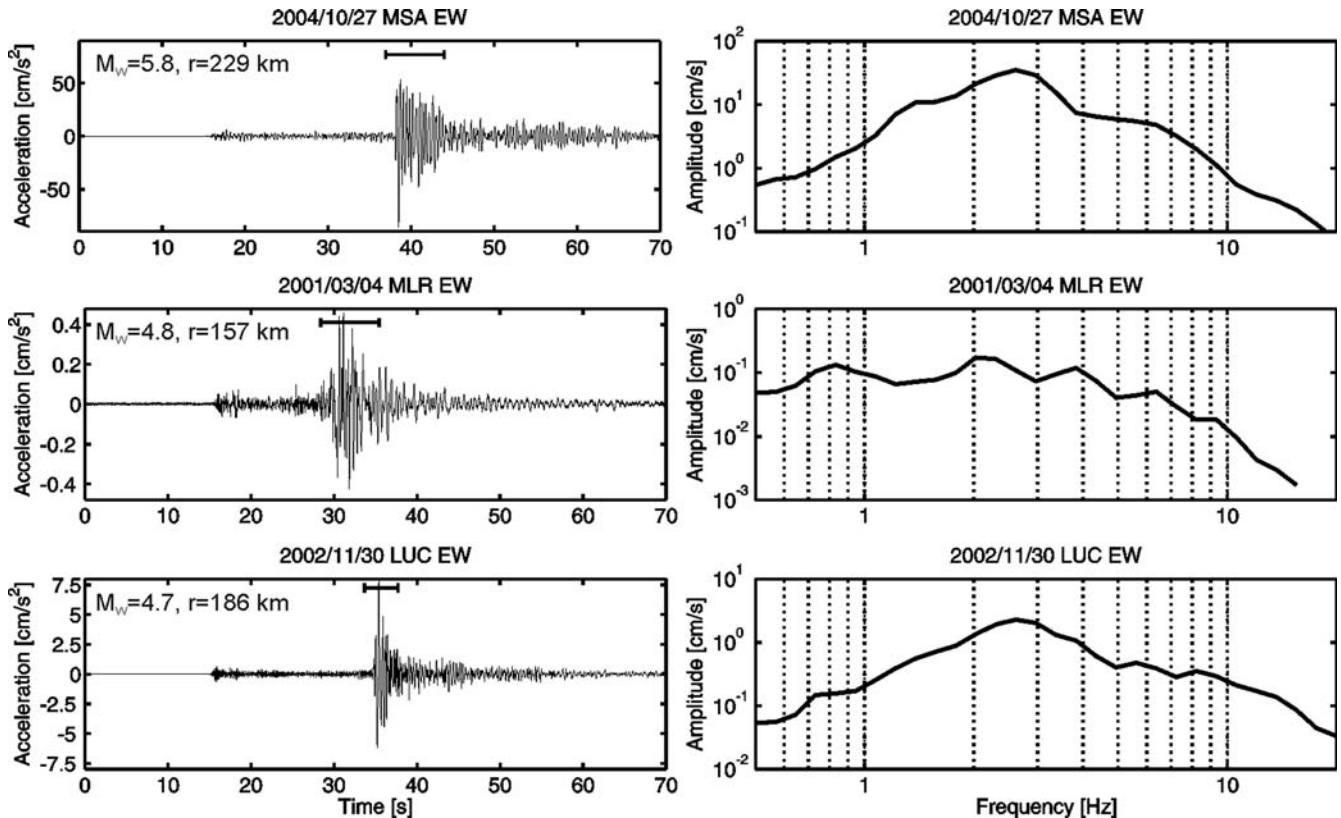 2004/10/27 MSA EW
Acceleration [cm/s²]
50
0
-50
M_W=5.8, r=229 km
0 10 20 30 40 50 60 70
2004/10/27 MSA EW
Amplitude [cm/s]
10²
10¹
10⁰
10⁻¹
1 10
2001/03/04 MLR EW
Acceleration [cm/s²]
0.4
0.2
0
-0.2
-0.4
M_W=4.8, r=157 km
0 10 20 30 40 50 60 70
2001/03/04 MLR EW
Amplitude [cm/s]
10⁰
10⁻¹
10⁻²
10⁻³
1 10
2002/11/30 LUC EW
Acceleration [cm/s²]
7.5
5
2.5
0
-2.5
-5
-7.5
M_W=4.7, r=186 km
0 10 20 30 40 50 60 70
Time [s]
2002/11/30 LUC EW
Amplitude [cm/s]
10¹
10⁰
10⁻¹
10⁻²
1 10
Frequency [Hz]